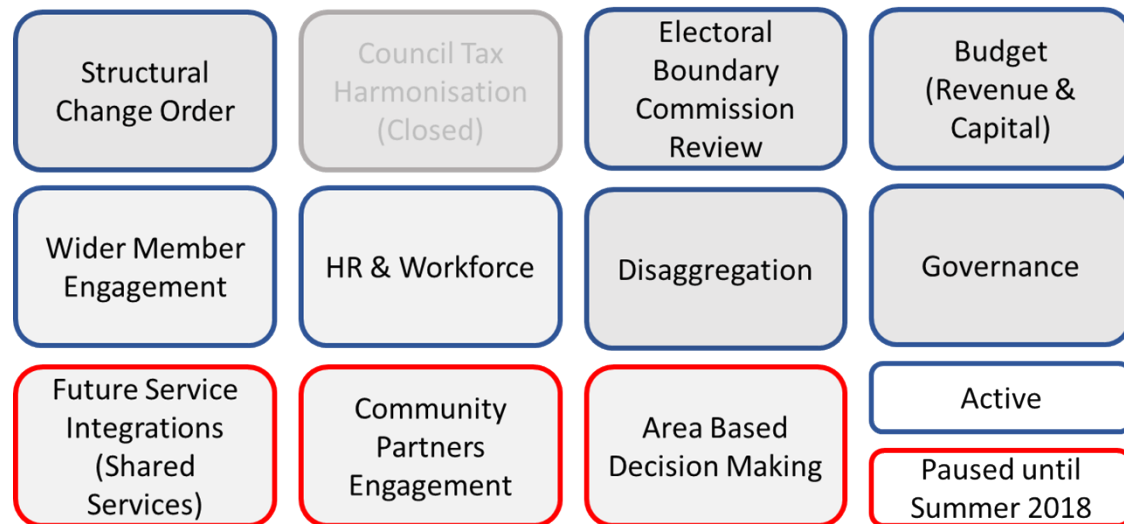 Structural
Change Order
Council Tax
Harmonisation
(Closed)
Electoral
Boundary
Commission
Review
Budget
(Revenue &
Capital)
Wider Member
Engagement
HR & Workforce
Disaggregation
Governance
Future Service
Integrations
(Shared
Services)
Community
Partners
Engagement
Area Based
Decision Making
Active
Paused until
Summer 2018